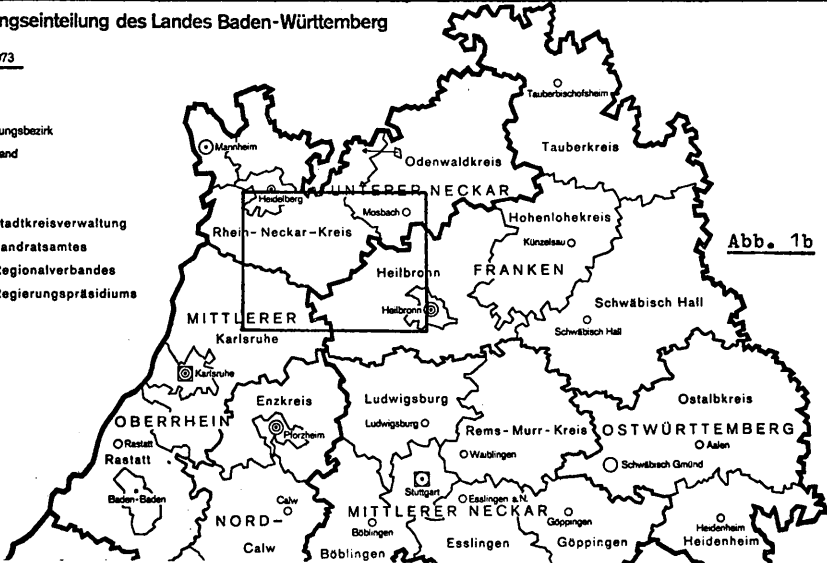 ngseinteilung des Landes Baden-Württemberg
973
ungsbezirk
and
tadtkreisverwaltung
andratsamtes
egionalverbandes
egierungspräsidiums
Abb. 1b
Tauberbischofsheim
Tauberkreis
Mannheim
Odenwaldkreis
Heidelberg
UNTERER NECKAR
Mosbach
Hohenlohekreis
Rhein-Neckar-Kreis
Künzelsau
Heilbronn
FRANKEN
Heilbronn
Schwäbisch Hall
Schwäbisch Hall
MITTLERER
Karlsruhe
Karlsruhe
Enzkreis
Ludwigsburg
Ostalbkreis
OBERRHEIN
Ludwigsburg
Rems-Murr-Kreis
OSTWÜRTTEMBERG
Pforzheim
Rastatt
Aalen
Rastatt
Waiblingen
Schwäbisch Gmünd
Stuttgart
Baden-Baden
Calw
Esslingen a.N.
MITTLERER NECKAR
Göppingen
NORD-
Böblingen
Heidenheim
Calw
Böblingen
Esslingen
Göppingen
Heidenheim